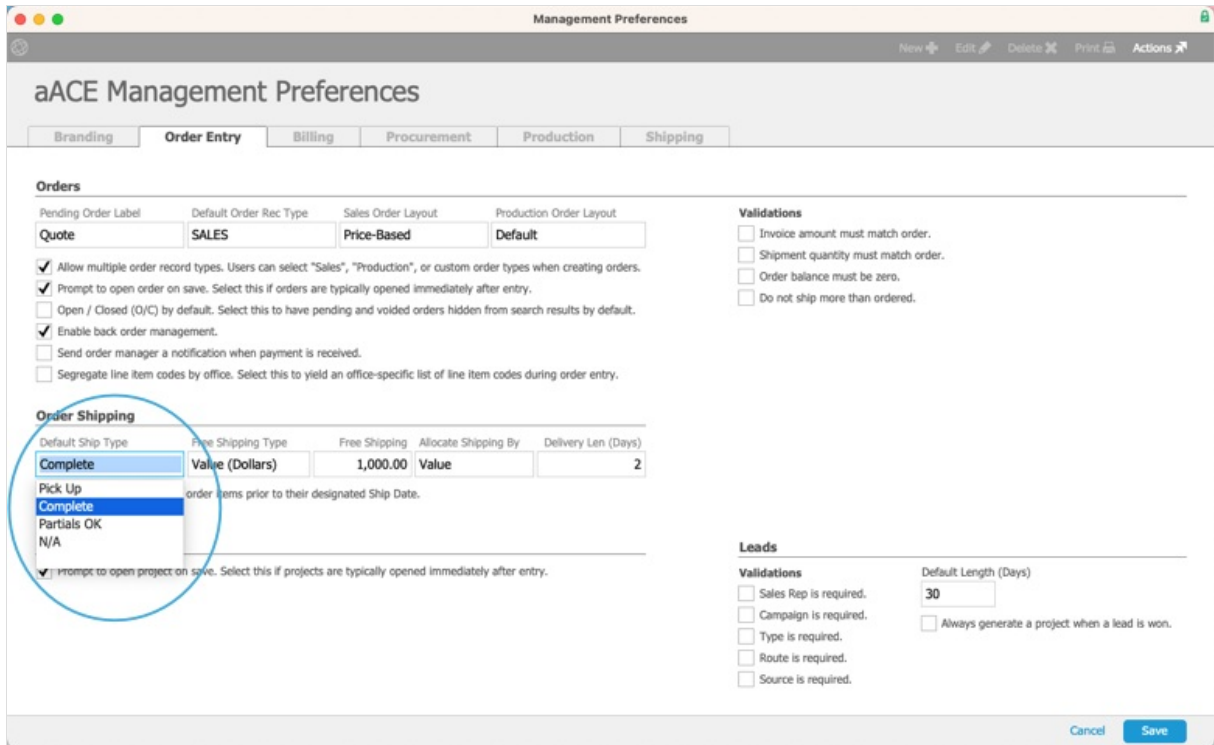 Management Preferences
New Edit Delete Print Actions
aACE Management Preferences
Branding Order Entry Billing Procurement Production Shipping
Orders
Pending Order Label Default Order Rec Type Sales Order Layout Production Order Layout
Quote SALES Price-Based Default
Allow multiple order record types. Users can select "Sales", "Production", or custom order types when creating orders.
Prompt to open order on save. Select this if orders are typically opened immediately after entry.
Open / Closed (O/C) by default. Select this to have pending and voided orders hidden from search results by default.
Enable back order management.
Send order manager a notification when payment is received.
Segregate line item codes by office. Select this to yield an office-specific list of line item codes during order entry.
Validations
Invoice amount must match order.
Shipment quantity must match order.
Order balance must be zero.
Do not ship more than ordered.
Order Shipping
Default Ship Type Free Shipping Type Free Shipping Allocate Shipping By Delivery Len (Days)
Complete Value (Dollars) 1,000.00 Value 2
Pick Up
Complete
Partials OK
N/A
order items prior to their designated Ship Date.
Prompt to open project on save. Select this if projects are typically opened immediately after entry.
Leads
Validations
Sales Rep is required.
Campaign is required.
Type is required.
Route is required.
Source is required.
Default Length (Days)
30
Always generate a project when a lead is won.
Cancel Save